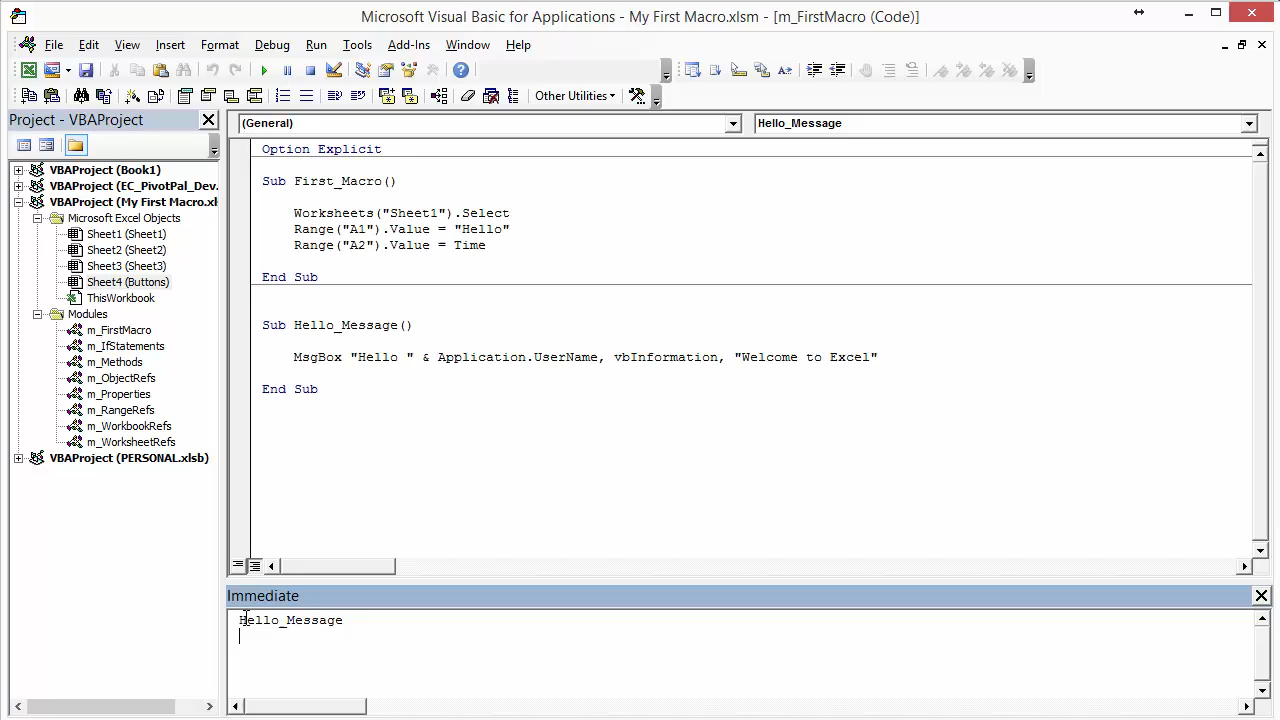 Microsoft Visual Basic for Applications - My First Macro.xlsm - [m_FirstMacro (Code)]
File Edit View Insert Format Debug Run Tools Add-Ins Window Help
Other Utilities
Project - VBAProject
(General)
Hello_Message
VBAProject (Book1)
VBAProject (EC_PivotPal_Dev.
VBAProject (My First Macro.xl
Microsoft Excel Objects
Sheet1 (Sheet1)
Sheet2 (Sheet2)
Sheet3 (Sheet3)
Sheet4 (Buttons)
ThisWorkbook
Modules
m_FirstMacro
m_IfStatements
m_Methods
m_ObjectRefs
m_Properties
m_RangeRefs
m_WorkbookRefs
m_WorksheetRefs
VBAProject (PERSONAL.xlsb)
Option Explicit
Sub First_Macro()
Worksheets("Sheet1").Select
Range("A1").Value = "Hello"
Range("A2").Value = Time
End Sub
Sub Hello_Message()
MsgBox "Hello " & Application.UserName, vbInformation, "Welcome to Excel"
End Sub
Immediate
Hello_Message